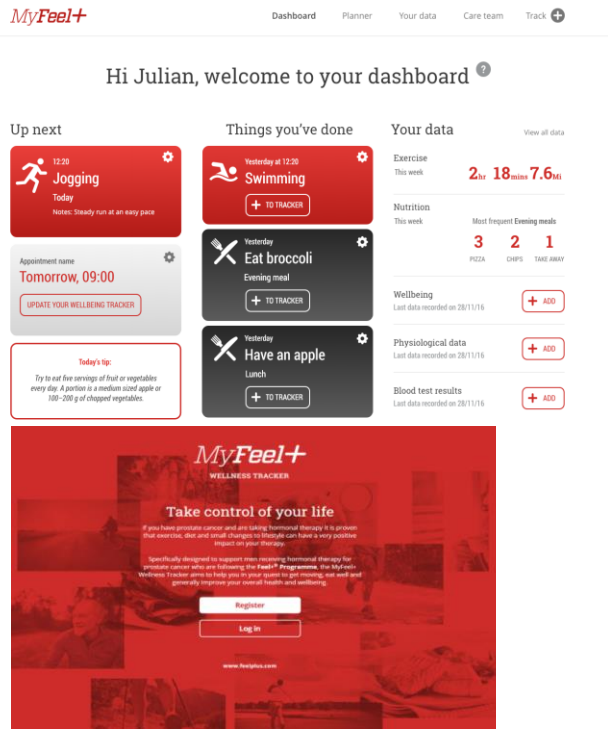 MyFeel+
Dashboard Planner Your data Care team Track +
Hi Julian, welcome to your dashboard ?
Up next
12:20
Jogging
Today
Notes: Steady run at an easy pace
Appointment name
Tomorrow, 09:00
UPDATE YOUR WELLBEING TRACKER
Today's tip:
Try to eat five servings of fruit or vegetables
every day. A portion is a medium sized apple or
100–200 g of chopped vegetables.
Things you've done
Yesterday at 12:20
Swimming
+ TO TRACKER
Yesterday
Eat broccoli
Evening meal
+ TO TRACKER
Yesterday
Have an apple
Lunch
+ TO TRACKER
Your data
View all data
Exercise
This week
2hr 18mins 7.6Mi
Nutrition
This week
Most frequent Evening meals
3 2 1
PIZZA CHIPS TAKE AWAY
Wellbeing
Last data recorded on 28/11/16
+ ADD
Physiological data
Last data recorded on 28/11/16
+ ADD
Blood test results
Last data recorded on 28/11/16
+ ADD
MyFeel+
WELLNESS TRACKER
Take control of your life
If you have prostate cancer and are taking hormonal therapy it is proven
that exercise, diet and small changes to lifestyle can have a very positive
impact on your therapy.
Specifically designed to support men receiving hormonal therapy for
prostate cancer who are following the Feel+® Programme, the MyFeel+
Wellness Tracker aims to help you in your quest to get moving, eat well and
generally improve your overall health and wellbeing.
Register
Log in
www.feelplus.com